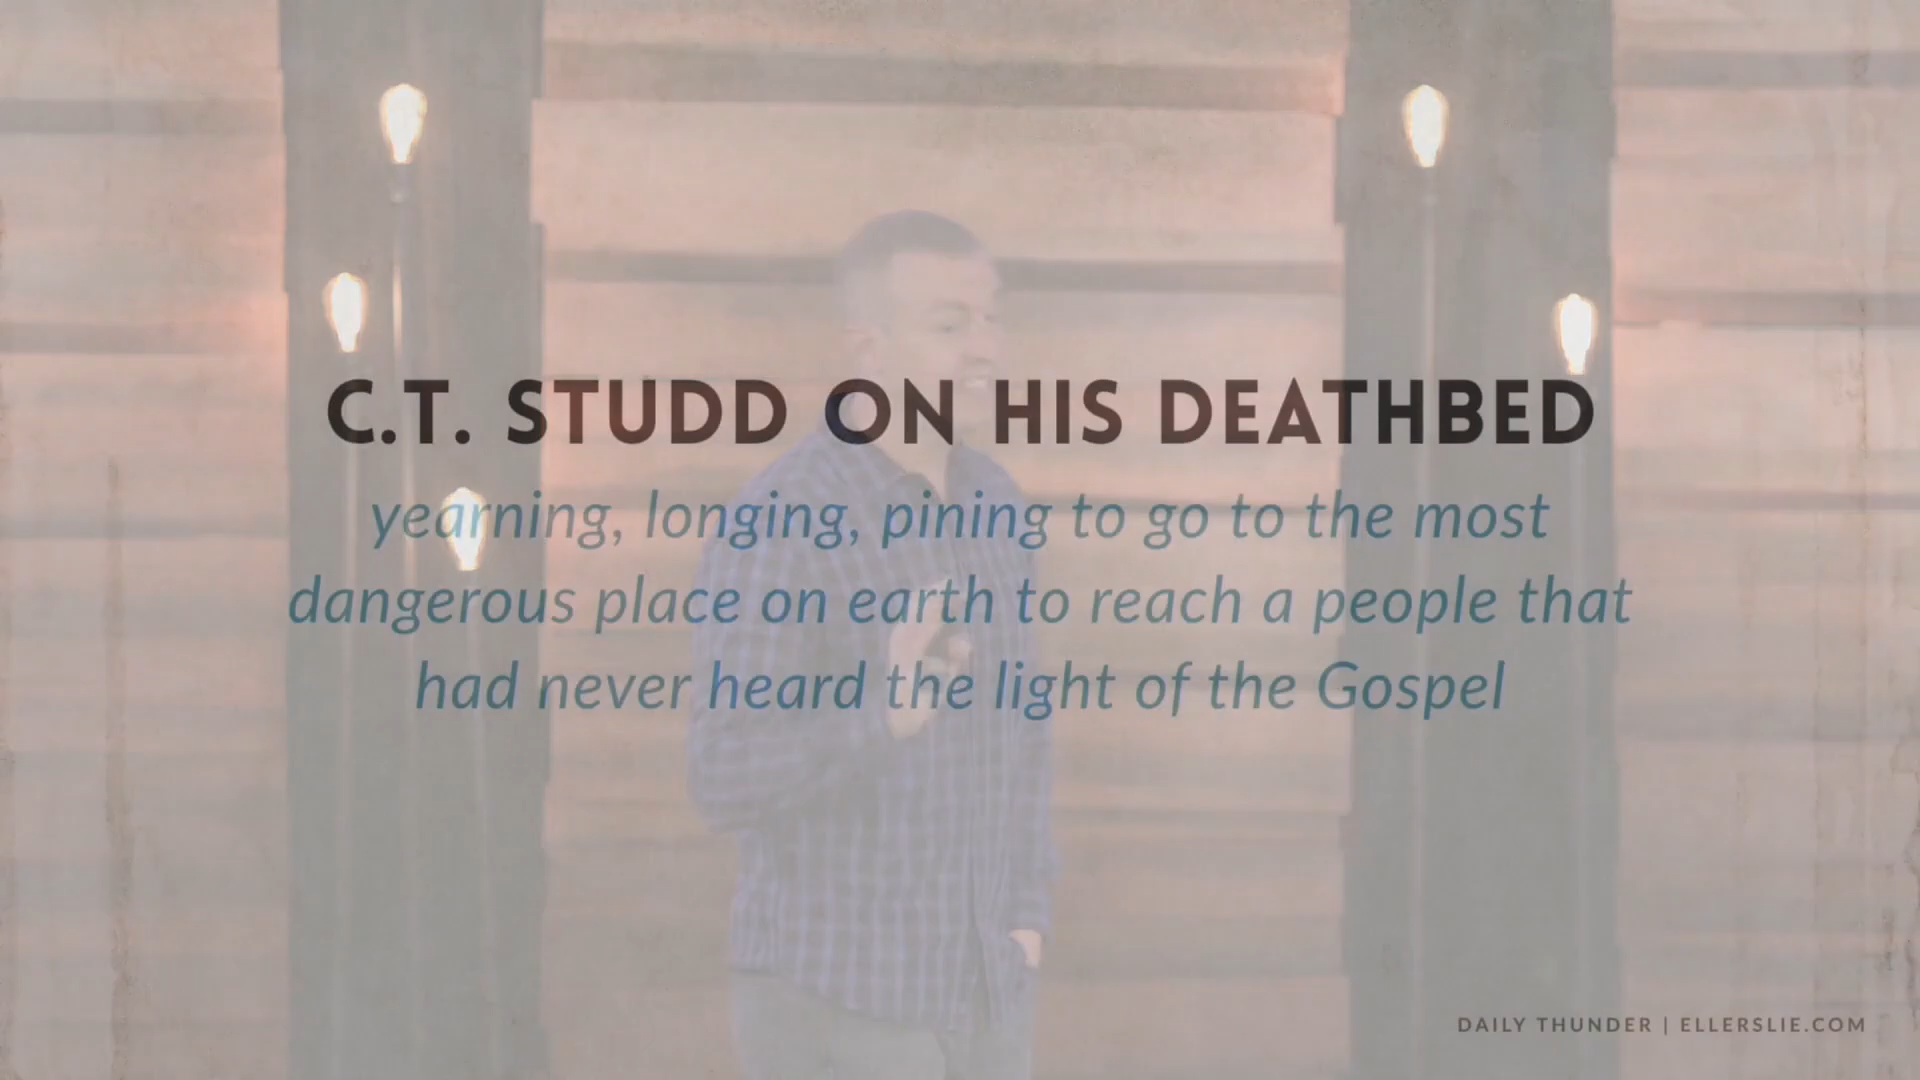 C.T. STUDD ON HIS DEATHBED
yearning, longing, pining to go to the most
dangerous place on earth to reach a people that
had never heard the light of the Gospel
DAILY THUNDER | ELLERSLIE.COM